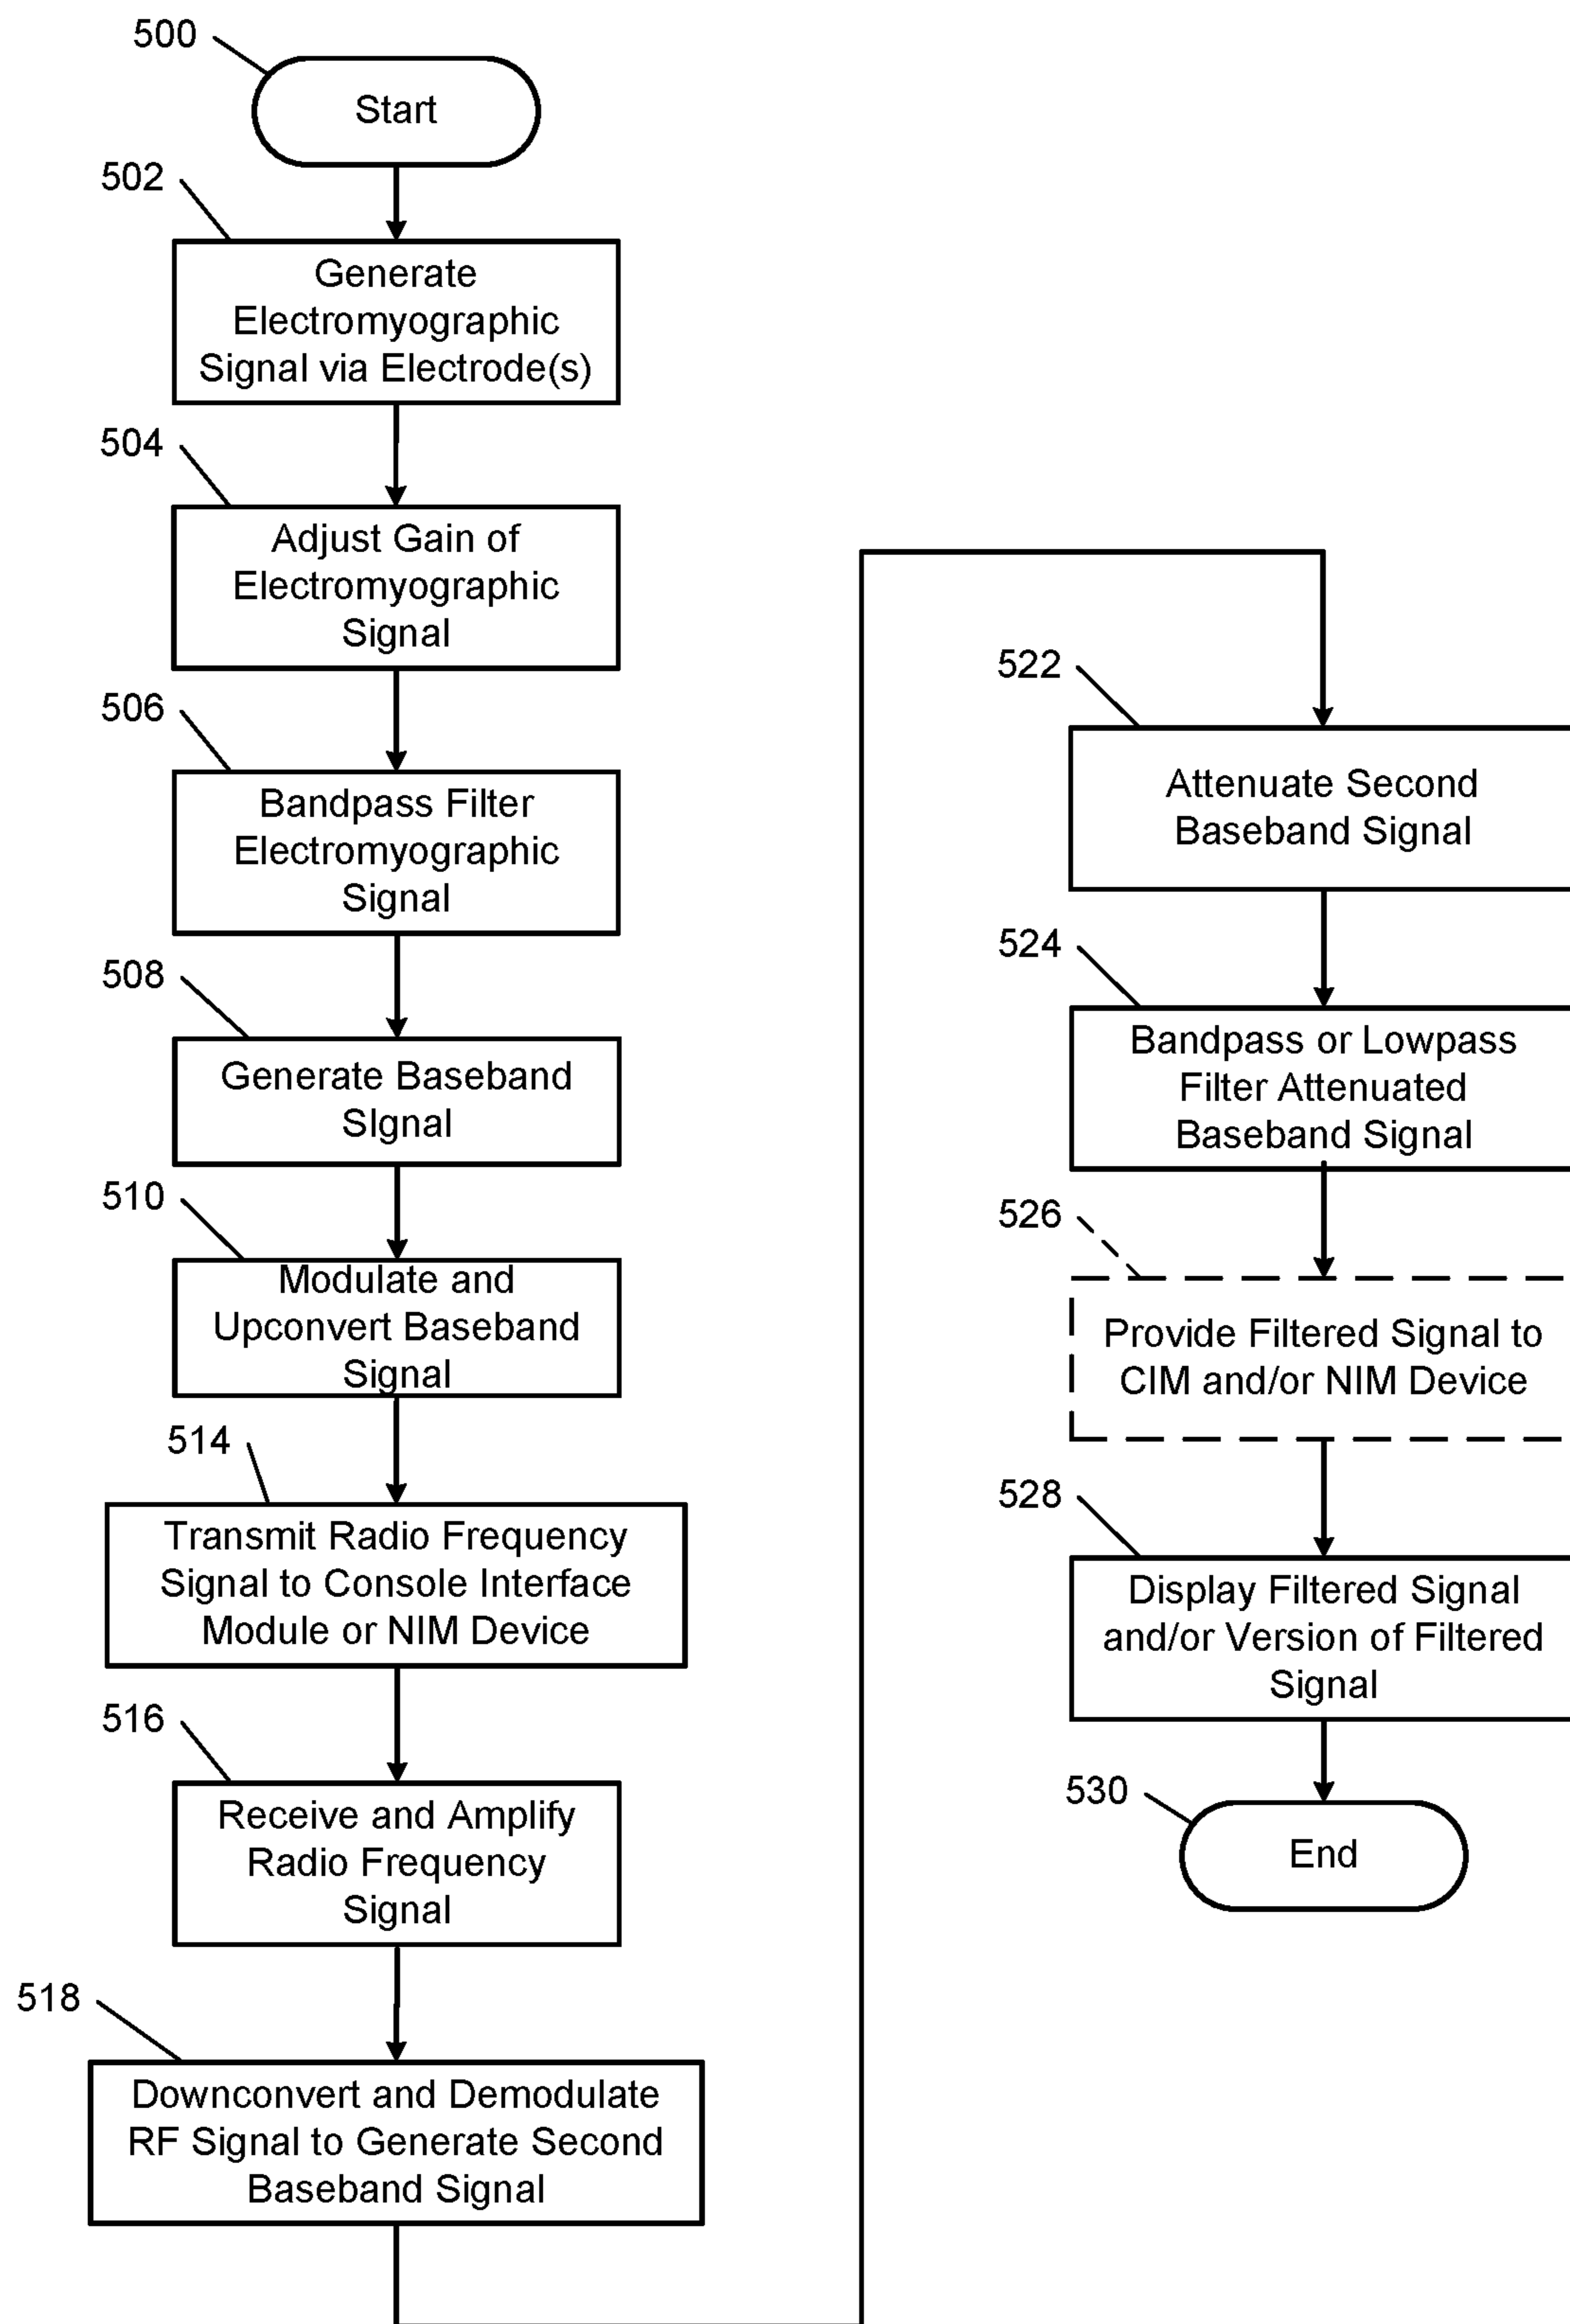 500
Start
502
Generate
Electromyographic
Signal via Electrode(s)
504
Adjust Gain of
Electromyographic
Signal
506
Bandpass Filter
Electromyographic
Signal
508
Generate Baseband
SIgnal
510
Modulate and
Upconvert Baseband
Signal
514
Transmit Radio Frequency
Signal to Console Interface
Module or NIM Device
516
Receive and Amplify
Radio Frequency
Signal
518
Downconvert and Demodulate
RF Signal to Generate Second
Baseband Signal
522
Attenuate Second
Baseband Signal
524
Bandpass or Lowpass
Filter Attenuated
Baseband Signal
526
Provide Filtered Signal to
CIM and/or NIM Device
528
Display Filtered Signal
and/or Version of Filtered
Signal
530
End